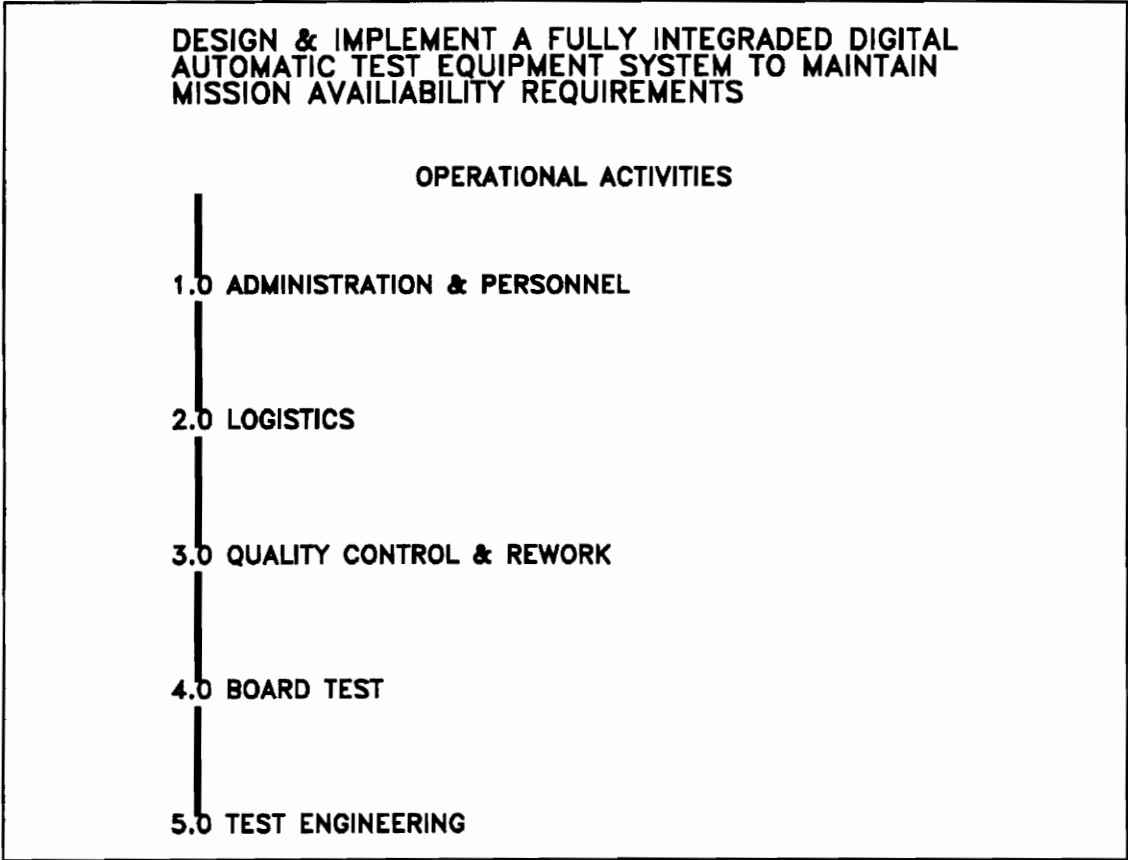 DESIGN & IMPLEMENT A FULLY INTEGRADED DIGITAL
AUTOMATIC TEST EQUIPMENT SYSTEM TO MAINTAIN
MISSION AVAILIABILITY REQUIREMENTS
OPERATIONAL ACTIVITIES
1.0 ADMINISTRATION & PERSONNEL
2.0 LOGISTICS
3.0 QUALITY CONTROL & REWORK
4.0 BOARD TEST
5.0 TEST ENGINEERING